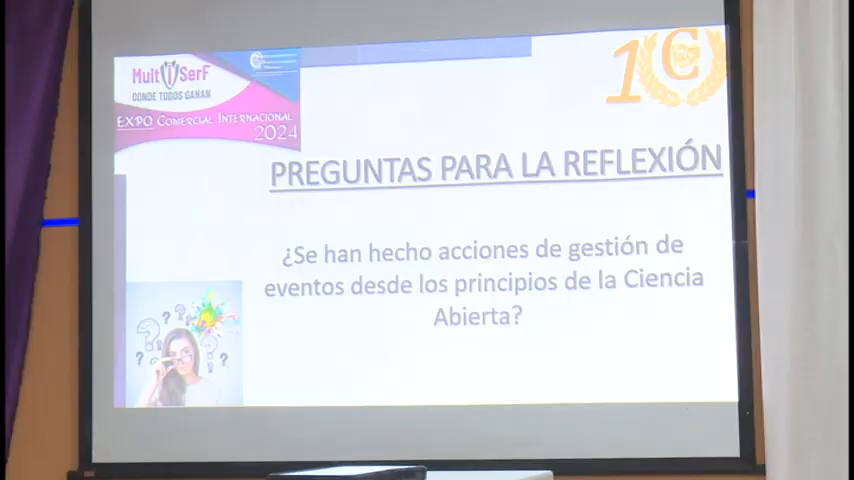 MultiSerF
DONDE TODOS GANAN
EXPO COMERCIAL INTERNACIONAL
2024
1 C
PREGUNTAS PARA LA REFLEXIÓN
¿Se han hecho acciones de gestión de
eventos desde los principios de la Ciencia
Abierta?